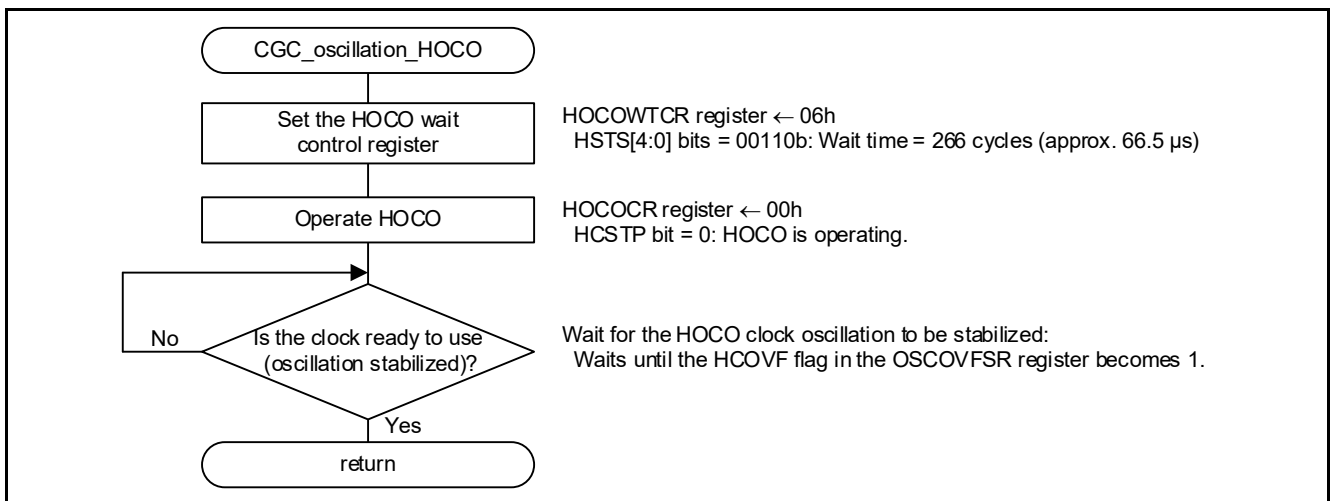 CGC_oscillation_HOCO
Set the HOCO wait
control register
HOCOWTCR register ← 06h
HSTS[4:0] bits = 00110b: Wait time = 266 cycles (approx. 66.5 µs)
Operate HOCO
HOCOCR register ← 00h
HCSTP bit = 0: HOCO is operating.
No
Is the clock ready to use
(oscillation stabilized)?
Wait for the HOCO clock oscillation to be stabilized:
Waits until the HCOVF flag in the OSCOVFSR register becomes 1.
Yes
return